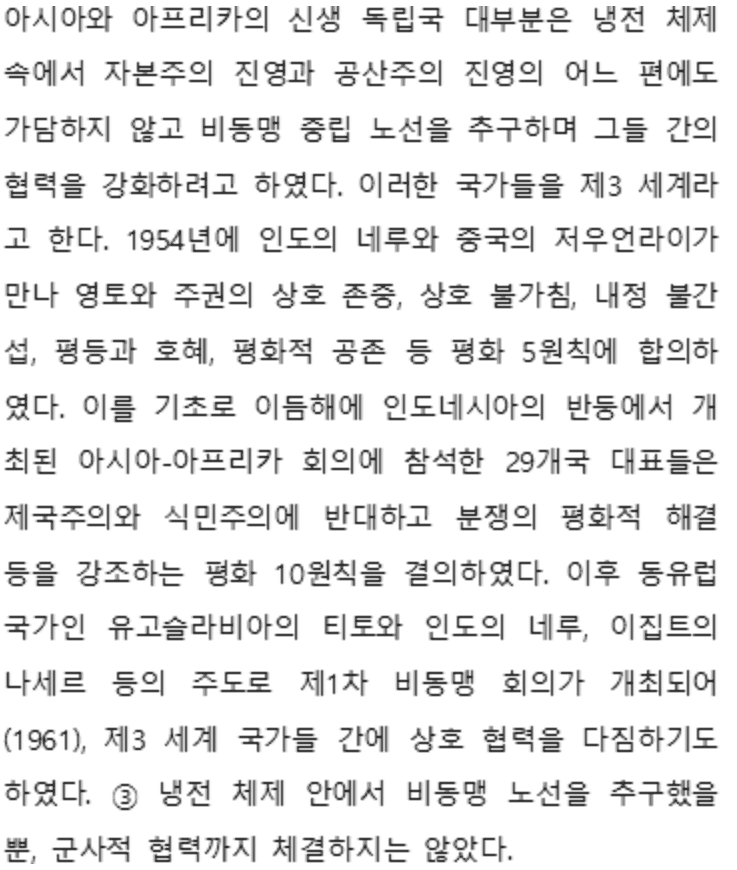 아시아와 아프리카의 신생 독립국 대부분은 냉전 체제
속에서 자본주의 진영과 공산주의 진영의 어느 편에도
가담하지 않고 비동맹 중립 노선을 추구하며 그들 간의
협력을 강화하려고 하였다. 이러한 국가들을 제3 세계라
고 한다. 1954년에 인도의 네루와 중국의 저우언라이가
만나 영토와 주권의 상호 존중, 상호 불가침, 내정 불간
섭, 평등과 호혜, 평화적 공존 등 평화 5원칙에 합의하
였다. 이를 기초로 이듬해에 인도네시아의 반둥에서 개
최된 아시아-아프리카 회의에 참석한 29개국 대표들은
제국주의와 식민주의에 반대하고 분쟁의 평화적 해결
등을 강조하는 평화 10원칙을 결의하였다. 이후 동유럽
국가인 유고슬라비아의 티토와 인도의 네루, 이집트의
나세르 등의 주도로 제1차 비동맹 회의가 개최되어
(1961), 제3 세계 국가들 간에 상호 협력을 다짐하기도
하였다. ③ 냉전 체제 안에서 비동맹 노선을 추구했을
뿐, 군사적 협력까지 체결하지는 않았다.